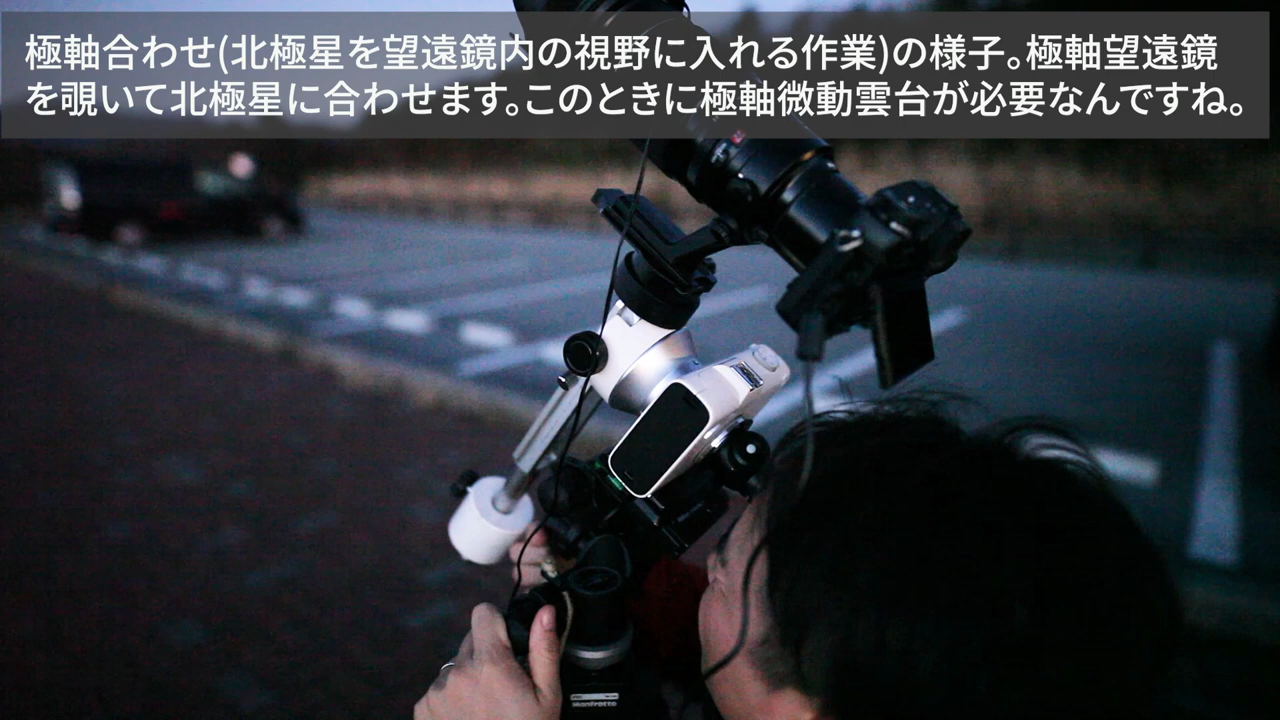 極軸合わせ(北極星を望遠鏡内の視野に入れる作業)の様子。極軸望遠鏡
を覗いて北極星に合わせます。このときに極軸微動雲台が必要なんですね。
Manfrotto